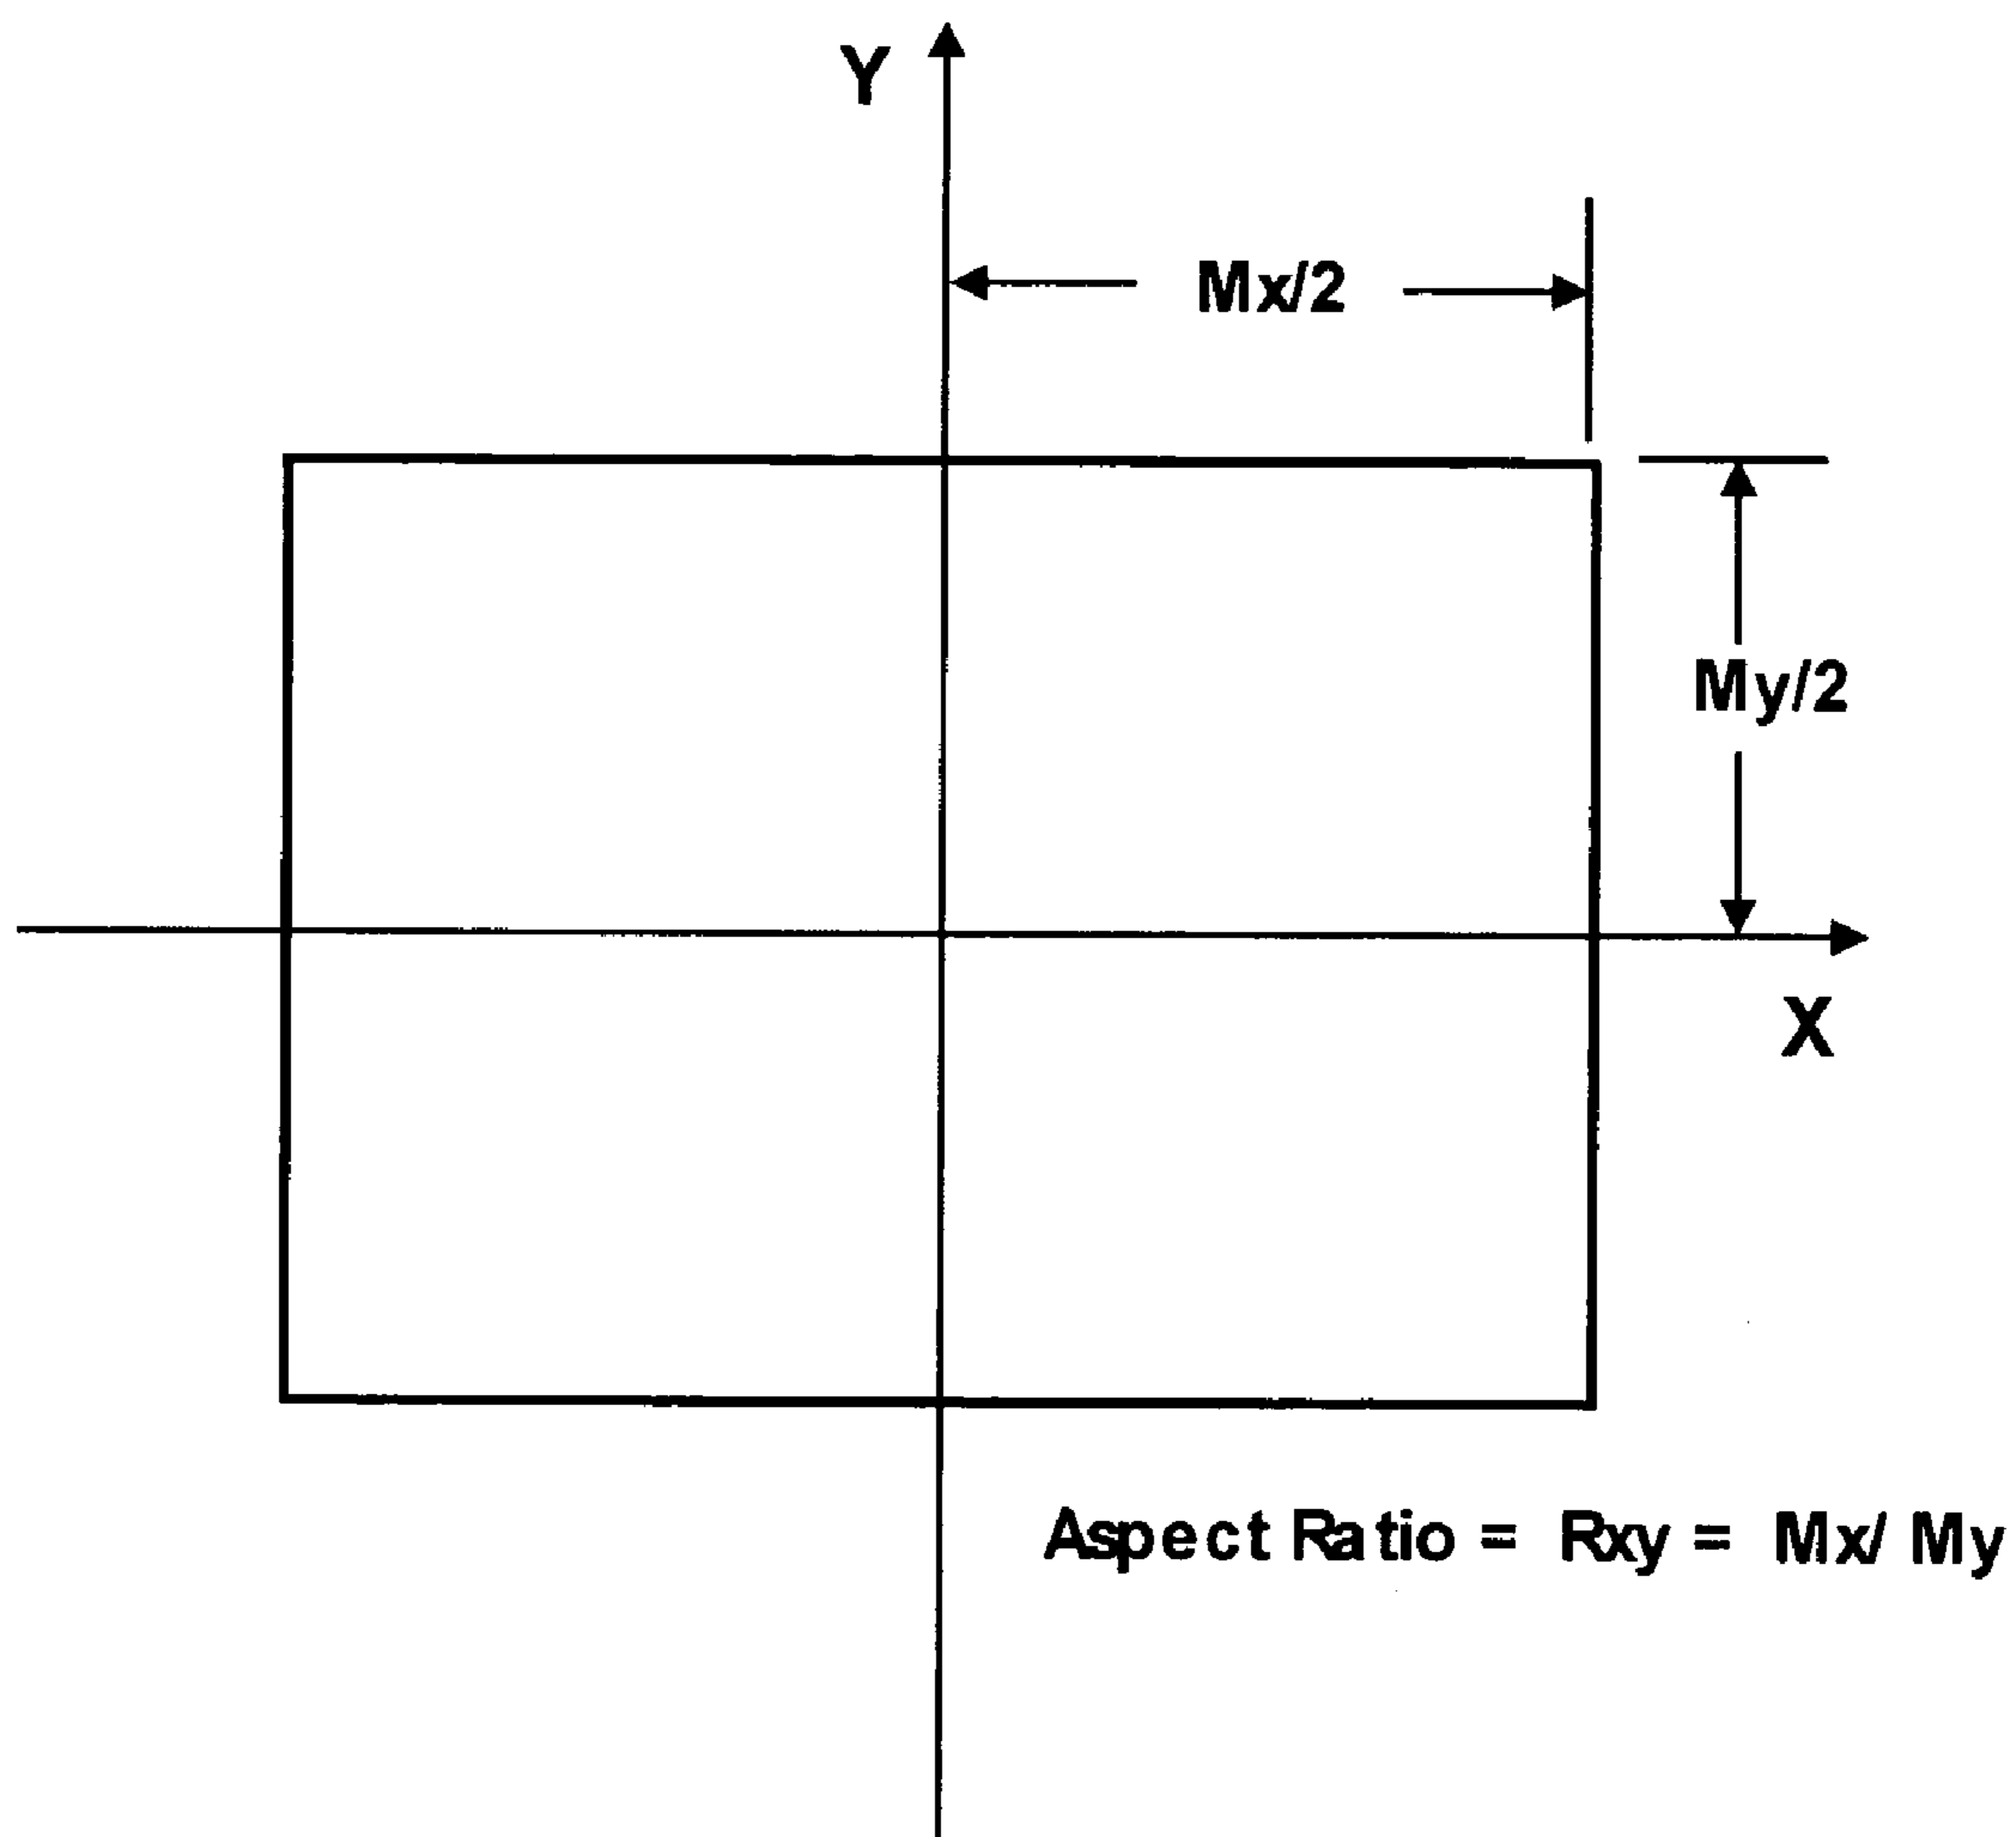 Y
Mx/2
My/2
X
Aspect Ratio = Rxy = Mx/ My